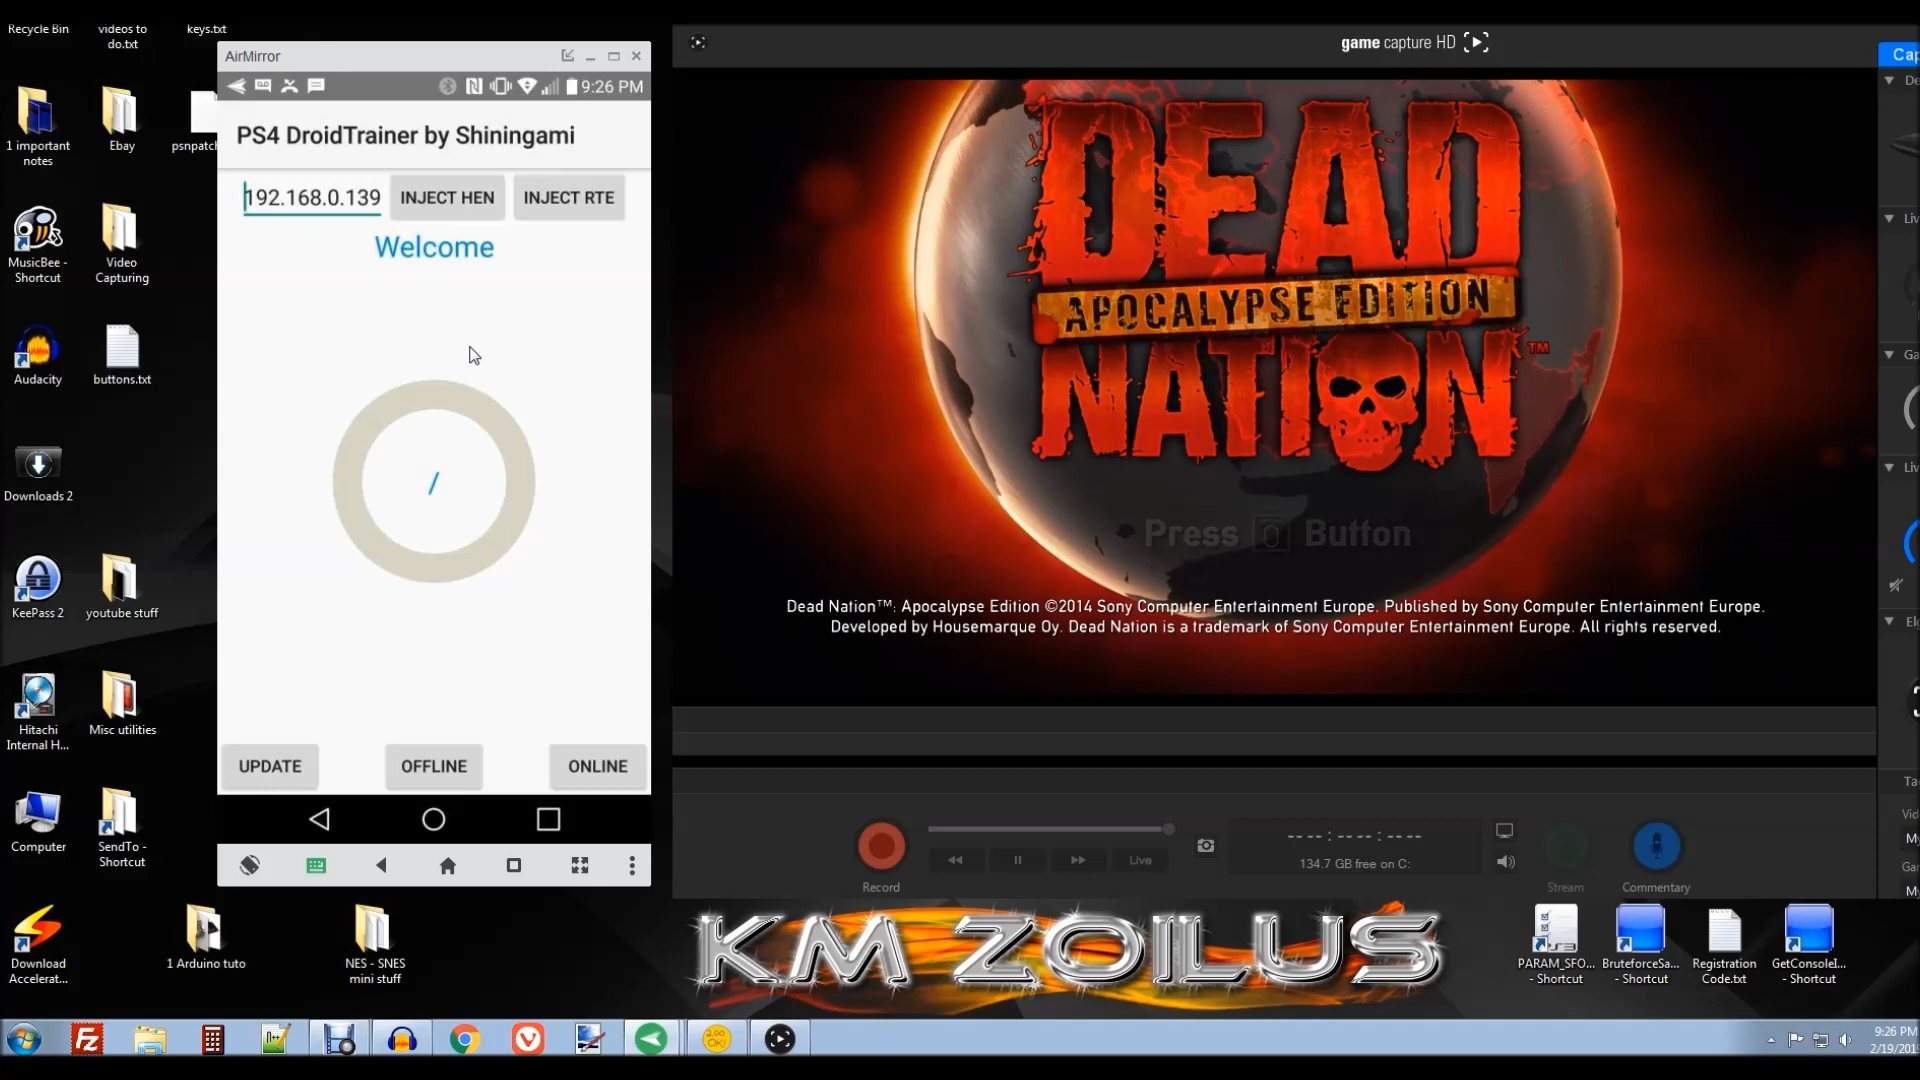 Recycle Bin
videos to
do.txt
keys.txt
1 important
notes
Ebay
psnpatch
MusicBee -
Shortcut
Video
Capturing
Audacity
buttons.txt
Downloads 2
KeePass 2
youtube stuff
Hitachi
Internal H...
Misc utilities
Computer
SendTo -
Shortcut
Download
Accelerat...
1 Arduino tuto
NES - SNES
mini stuff
AirMirror
9:26 PM
PS4 DroidTrainer by Shiningami
192.168.0.139
INJECT HEN
INJECT RTE
Welcome
/
UPDATE
OFFLINE
ONLINE
game capture HD
DEAD
APOCALYPSE EDITION
NATION™
Press Button
Dead Nation™: Apocalypse Edition ©2014 Sony Computer Entertainment Europe. Published by Sony Computer Entertainment Europe.
Developed by Housemarque Oy. Dead Nation is a trademark of Sony Computer Entertainment Europe. All rights reserved.
Record
Live
-- -- : -- -- : -- --
134.7 GB free on C:
Stream
Commentary
KM ZOILUS
PARAM_SFO...
- Shortcut
BruteforceSa...
- Shortcut
Registration
Code.txt
GetConsoleI...
- Shortcut
PS3
9:26 PM